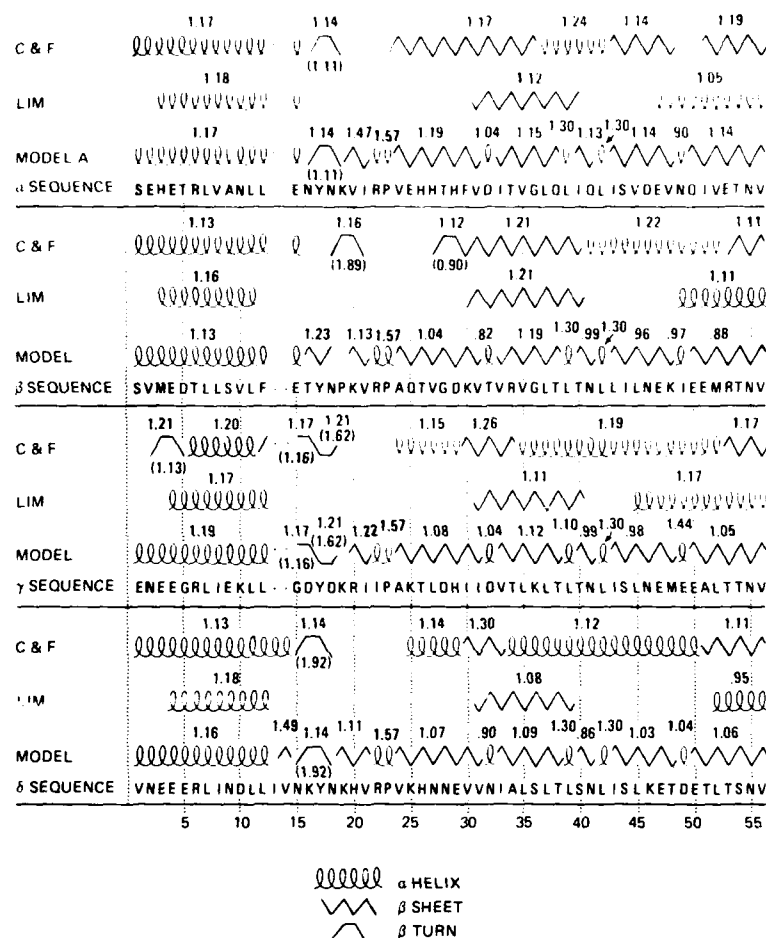 1.17 1.14 1.17 1.24 1.14 1.19
C & F
(1.11)
1.18 1.12 1.05
LIM
1.17 1.14 1.47 1.57 1.19 1.04 1.15 1.30 1.13 1.30 1.14 .90 1.14
MODEL A
(1.11)
α SEQUENCE SEHETRLVANLL ENYNKVIRPVEHHTHFVDITVGLQLIQLISVDEVNQIVETNV
1.13 1.16 1.12 1.21 1.22 1.11
C & F
(1.89) (0.90)
1.16 1.21 1.11
LIM
1.13 1.23 1.13 1.57 1.04 .82 1.19 1.30 .99 1.30 .96 .97 .88
MODEL
β SEQUENCE SVMEDTLLSVLF--ETYNPKVRPAQTVGDKVTVRVGLTLTNLLILNEKIEEMRTNV
1.21 1.20 1.17 1.21 1.15 1.26 1.19 1.17
C & F (1.62)
(1.13) (1.16)
1.17 1.11 1.17
LIM
1.19 1.17 1.21 1.22 1.57 1.08 1.04 1.12 1.10 .99 1.30 .98 1.44 1.05
MODEL (1.62)
(1.16)
γ SEQUENCE ENEEGRLIEKLL--GDYDKRIIPAKTLDHIIDVTLKLTLTNLISLNEMEEALTTNV
1.13 1.14 1.14 1.30 1.12 1.11
C & F
(1.92)
1.18 1.08 .95
LIM
1.16 1.49 1.14 1.11 1.57 1.07 .90 1.09 1.30 .86 1.30 1.03 1.04 1.06
MODEL
(1.92)
δ SEQUENCE VNEEERLINDLLIVNKYNKHVRPVKHNNEVVNIALSLTLSNLISLKETDETLTSNV
5 10 15 20 25 30 35 40 45 50 55
α HELIX
β SHEET
β TURN